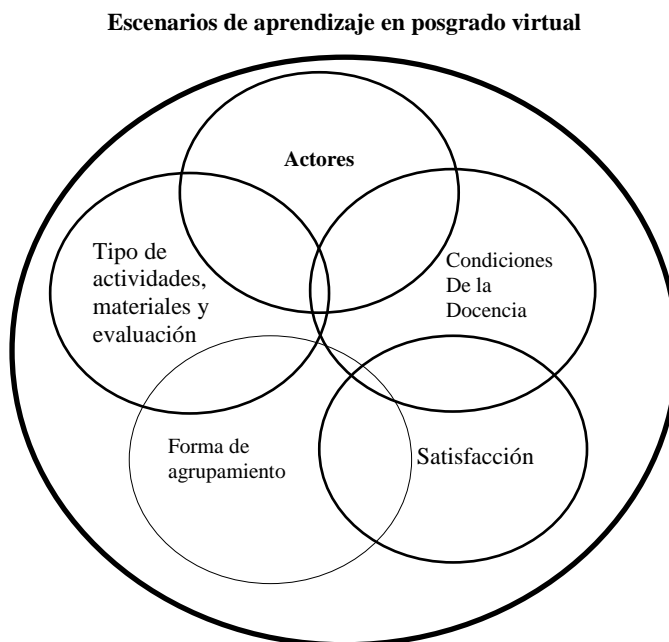 Escenarios de aprendizaje en posgrado virtual
Actores
Tipo de
actividades,
materiales y
evaluación
Condiciones
De la
Docencia
Forma de
agrupamiento
Satisfacción